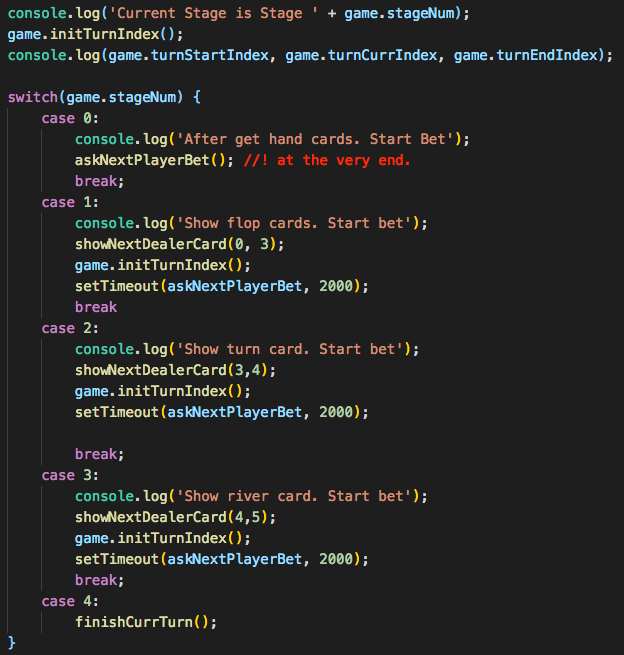 console.log('Current Stage is Stage ' + game.stageNum);
game.initTurnIndex();
console.log(game.turnStartIndex, game.turnCurrIndex, game.turnEndIndex);
switch(game.stageNum) {
case 0:
console.log('After get hand cards. Start Bet');
askNextPlayerBet(); //! at the very end.
break;
case 1:
console.log('Show flop cards. Start bet');
showNextDealerCard(0, 3);
game.initTurnIndex();
setTimeout(askNextPlayerBet, 2000);
break
case 2:
console.log('Show turn card. Start bet');
showNextDealerCard(3,4);
game.initTurnIndex();
setTimeout(askNextPlayerBet, 2000);
break;
case 3:
console.log('Show river card. Start bet');
showNextDealerCard(4,5);
game.initTurnIndex();
setTimeout(askNextPlayerBet, 2000);
break;
case 4:
finishCurrTurn();
}